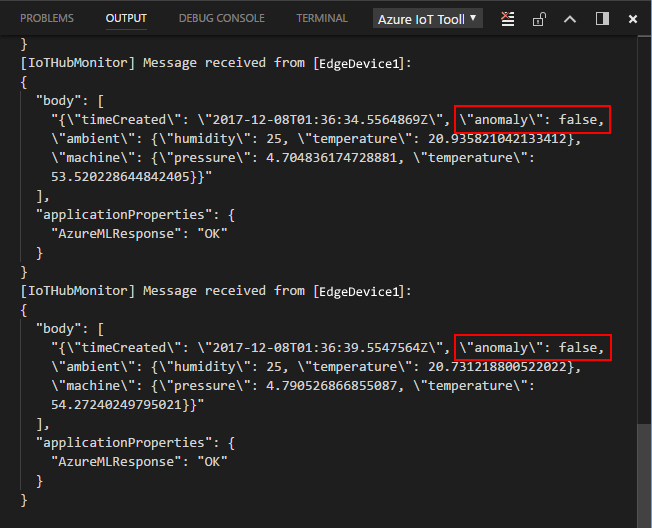 PROBLEMS OUTPUT DEBUG CONSOLE TERMINAL Azure IoT Tooll
}
[IoTHubMonitor] Message received from [EdgeDevice1]:
{
"body": [
"{\"timeCreated\": \"2017-12-08T01:36:34.5564869Z\", \"anomaly\": false,
\"ambient\": {\"humidity\": 25, \"temperature\": 20.935821042133412},
\"machine\": {\"pressure\": 4.704836174728881, \"temperature\":
53.520228644842405}}"
],
"applicationProperties": {
"AzureMLResponse": "OK"
}
}
[IoTHubMonitor] Message received from [EdgeDevice1]:
{
"body": [
"{\"timeCreated\": \"2017-12-08T01:36:39.5547564Z\", \"anomaly\": false,
\"ambient\": {\"humidity\": 25, \"temperature\": 20.731218800522022},
\"machine\": {\"pressure\": 4.790526866855087, \"temperature\":
54.27240249795021}}"
],
"applicationProperties": {
"AzureMLResponse": "OK"
}
}